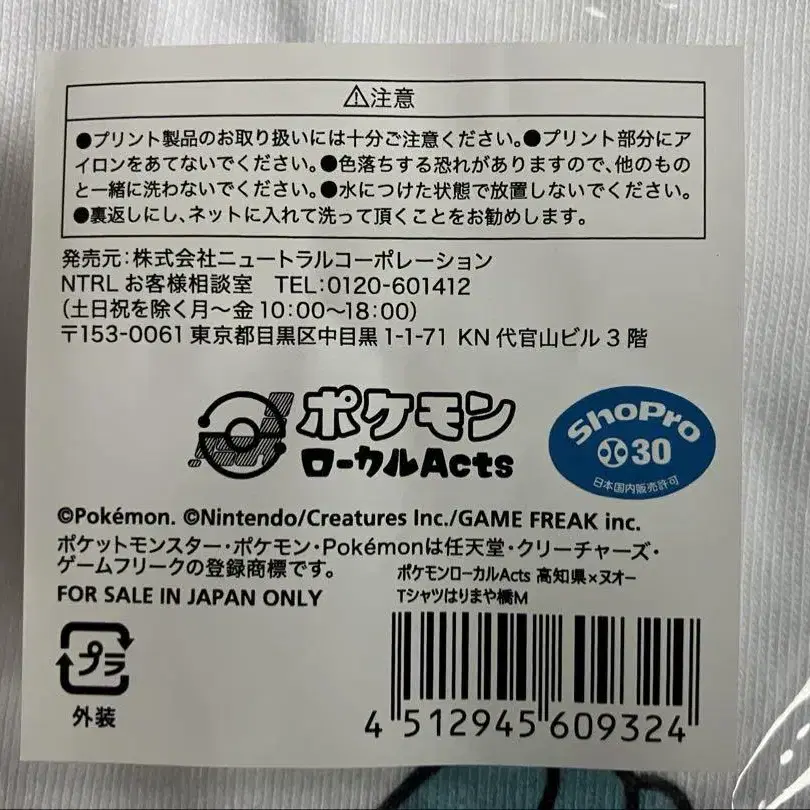 ⚠注意
●プリント製品のお取り扱いには十分ご注意ください。●プリント部分にア
イロンをあてないでください。●色落ちする恐れがありますので、他のもの
と一緒に洗わないでください。●水につけた状態で放置しないでください。
●裏返しにし、ネットに入れて洗って頂くことをお勧めします。
発売元:株式会社ニュートラルコーポレーション
NTRL お客様相談室 TEL:0120-601412
(土日祝を除く月〜金 10:00〜18:00)
〒153-0061 東京都目黒区中目黒1-1-71 KN 代官山ビル 3 階
ポケモン
ローカルActs
ShoPro
30
日本国内販売許可
©Pokémon. ©Nintendo/Creatures Inc./GAME FREAK inc.
ポケットモンスター・ポケモン・Pokémonは任天堂・クリーチャーズ・
ゲームフリークの登録商標です。
FOR SALE IN JAPAN ONLY
ポケモンローカルActs 高知県×ヌオー
Tシャツはりまや橋M
プラ
外装
4 512945 609324